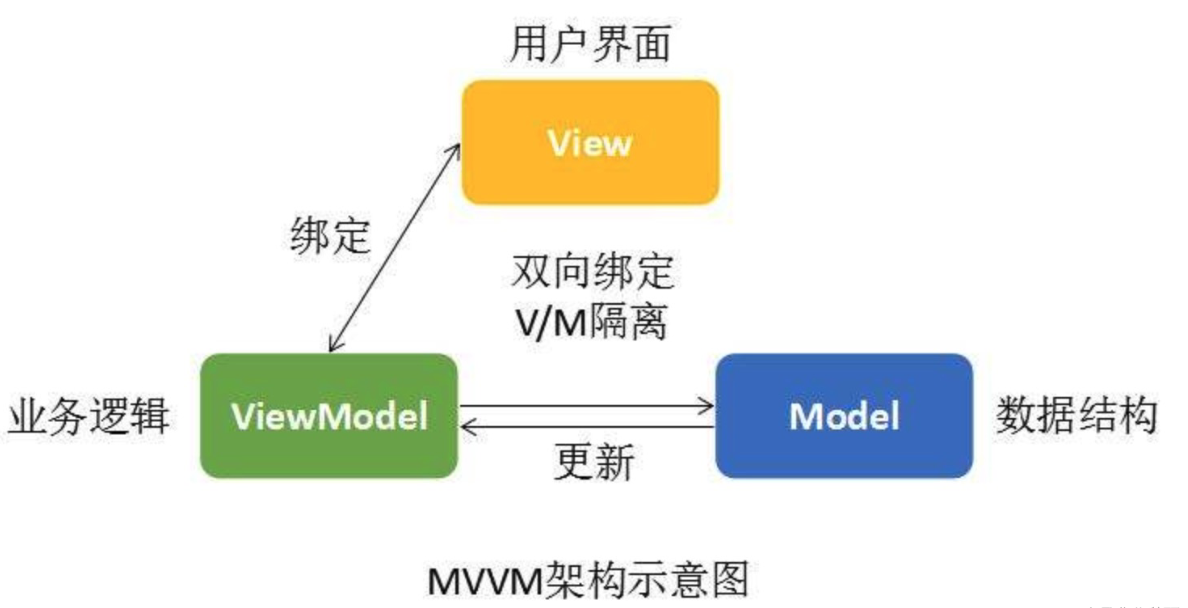 用户界面
View
绑定
双向绑定
V/M隔离
业务逻辑
ViewModel
Model
数据结构
更新
MVVM架构示意图